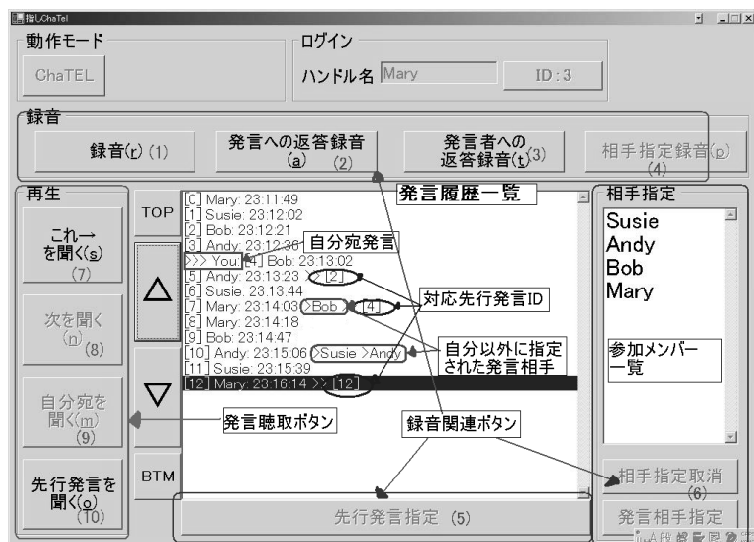 指しChaTEL
動作モード
ChaTEL
ログイン
ハンドル名 Mary
ID : 3
録音
録音(r) (1)
発言への返答録音
(a) (2)
発言者への
返答録音(t)(3)
相手指定録音(p)
(4)
再生
これ→
を聞く(s)
(7)
次を聞く
(n)
(8)
自分宛を
聞く(m)
(9)
先行発言を
聞く(o)
(10)
TOP
△
▽
BTM
発言履歴一覧
[0] Mary: 23:11:49
[1] Susie: 23:12:02
[2] Bob: 23:12:21
[3] Andy: 23:12:36
>>> You: [4] Bob: 23:13:02
[5] Andy: 23:13:23 >> [2]
[6] Susie: 23:13:44
[7] Mary: 23:14:03 >Bob > [4]
[8] Mary: 23:14:18
[9] Bob: 23:14:47
[10] Andy: 23:15:06 >Susie >Andy
[11] Susie: 23:15:39
[12] Mary: 23:16:14 >> [12]
自分宛発言
対応先行発言ID
自分以外に指定
された発言相手
発言聴取ボタン
録音関連ボタン
先行発言指定 (5)
相手指定
Susie
Andy
Bob
Mary
参加メンバー
一覧
相手指定取消
(6)
発言相手指定